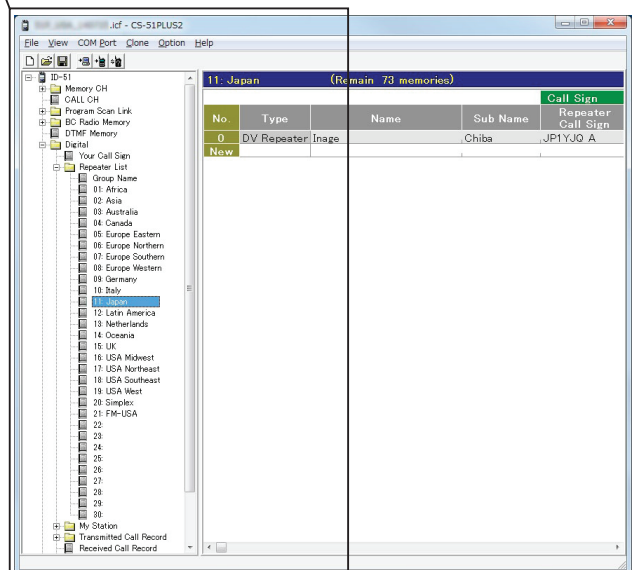 .icf - CS-51PLUS2
File View COM Port Clone Option Help
ID-51
Memory CH
CALL CH
Program Scan Link
BC Radio Memory
DTMF Memory
Digital
Your Call Sign
Repeater List
Group Name
01: Africa
02: Asia
03: Australia
04: Canada
05: Europe Eastern
06: Europe Northern
07: Europe Southern
08: Europe Western
09: Germany
10: Italy
11: Japan
12: Latin America
13: Netherlands
14: Oceania
15: UK
16: USA Midwest
17: USA Northeast
18: USA Southeast
19: USA West
20: Simplex
21: FM-USA
22:
23:
24:
25:
26:
27:
28:
29:
30:
My Station
Transmitted Call Record
Received Call Record
11: Japan (Remain 73 memories)
Call Sign
No. Type Name Sub Name Repeater Call Sign
0 DV Repeater Inage Chiba JP1YJQ A
New